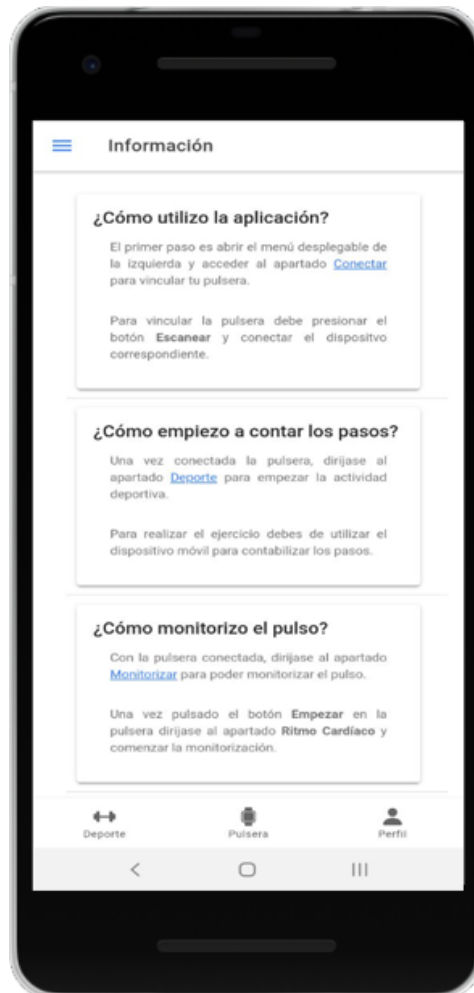 Información
¿Cómo utilizo la aplicación?
El primer paso es abrir el menú desplegable de
la izquierda y acceder al apartado Conectar
para vincular tu pulsera.
Para vincular la pulsera debe presionar el
botón Escanear y conectar el dispositvo
correspondiente.
¿Cómo empiezo a contar los pasos?
Una vez conectada la pulsera, dirijase al
apartado Deporte para empezar la actividad
deportiva.
Para realizar el ejercicio debes de utilizar el
dispositivo móvil para contabilizar los pasos.
¿Cómo monitorizo el pulso?
Con la pulsera conectada, dirijase al apartado
Monitorizar para poder monitorizar el pulso.
Una vez pulsado el botón Empezar en la
pulsera dirijase al apartado Ritmo Cardíaco y
comenzar la monitorización.
Deporte
Pulsera
Perfil